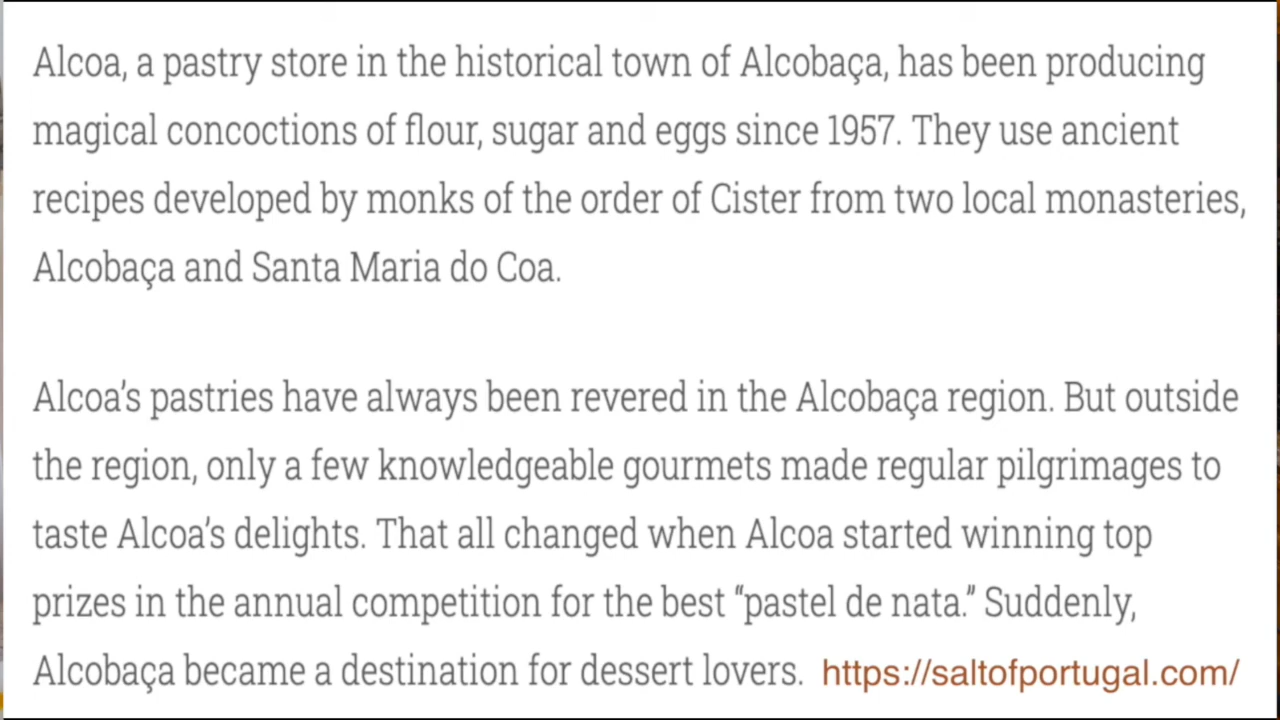 Alcoa, a pastry store in the historical town of Alcobaça, has been producing
magical concoctions of flour, sugar and eggs since 1957. They use ancient
recipes developed by monks of the order of Cister from two local monasteries,
Alcobaça and Santa Maria do Coa.
Alcoa’s pastries have always been revered in the Alcobaça region. But outside
the region, only a few knowledgeable gourmets made regular pilgrimages to
taste Alcoa’s delights. That all changed when Alcoa started winning top
prizes in the annual competition for the best “pastel de nata.” Suddenly,
Alcobaça became a destination for dessert lovers. https://saltofportugal.com/